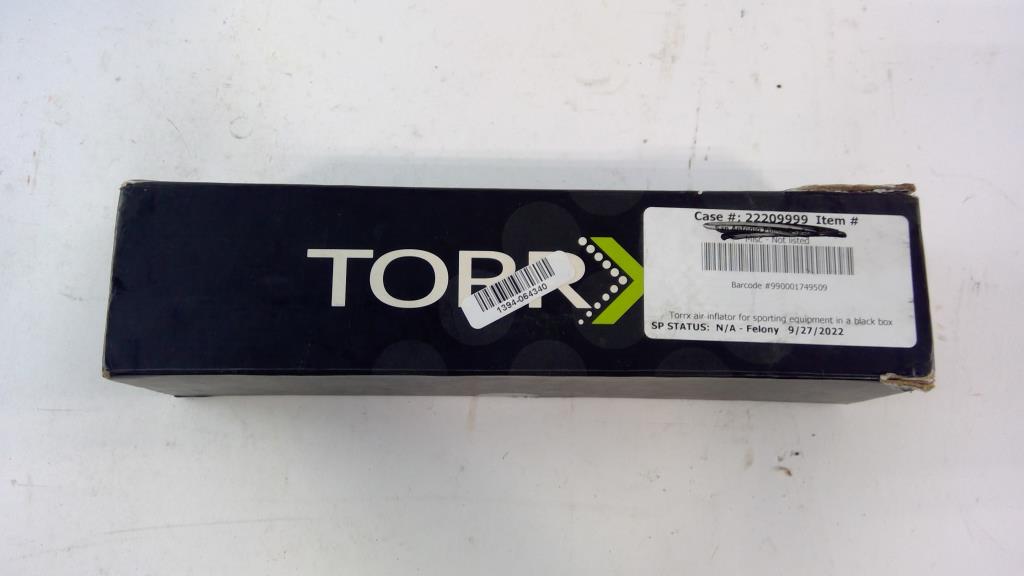 TORR
1394-064340
Case #: 22209999 Item #
Misc - Not listed
Barcode #990001749509
Torrx air inflator for sporting equipment in a black box
SP STATUS: N/A - Felony 9/27/2022